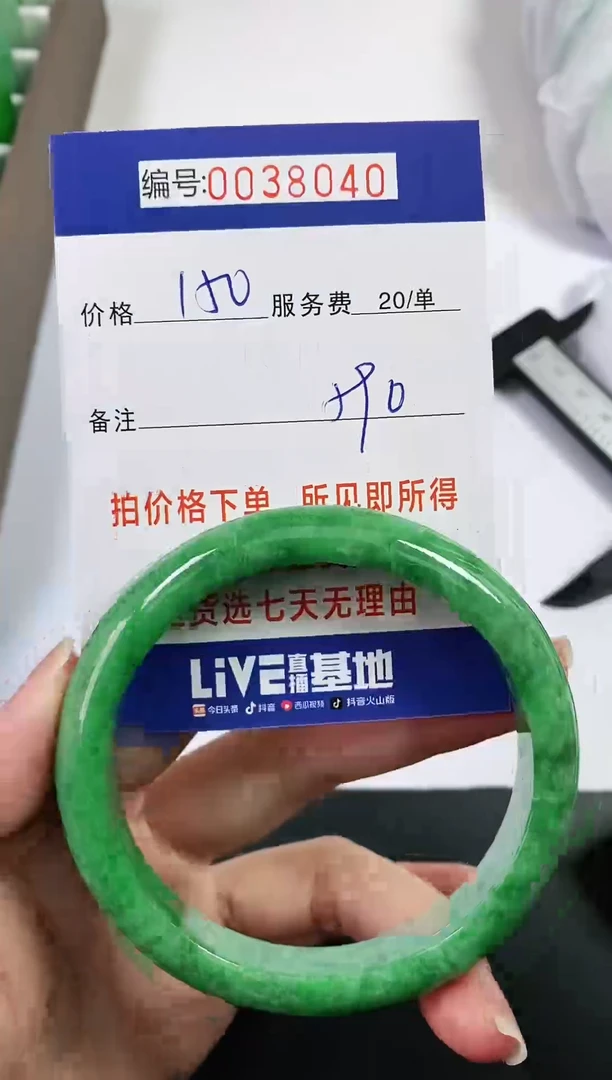 编号:0038040
价格 150 服务费 20/单
备注
拍价格下单 所见即所得
货选七天无理由
LiVE直播基地
今日头条 抖音 西瓜视频 抖音火山版